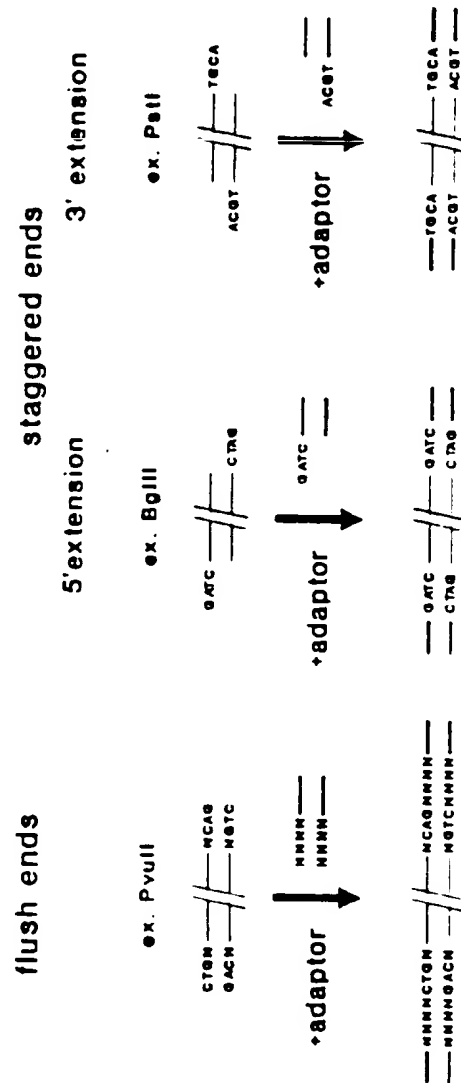 flush ends
ex. PvuII
CTGN NCAG
GACN NGTC
+adaptor
NNNN
NNNN
NNNNCTGN NCAGNNNN
NNNNGACN NGTCNNNN
staggered ends
5'extension
ex. BglII
GATC
CTAG
+adaptor
GATC
GATC GATC
CTAG CTAG
3' extension
ex. PstI
TGCA
ACGT
+adaptor
ACGT
TGCA TGCA
ACGT ACGT